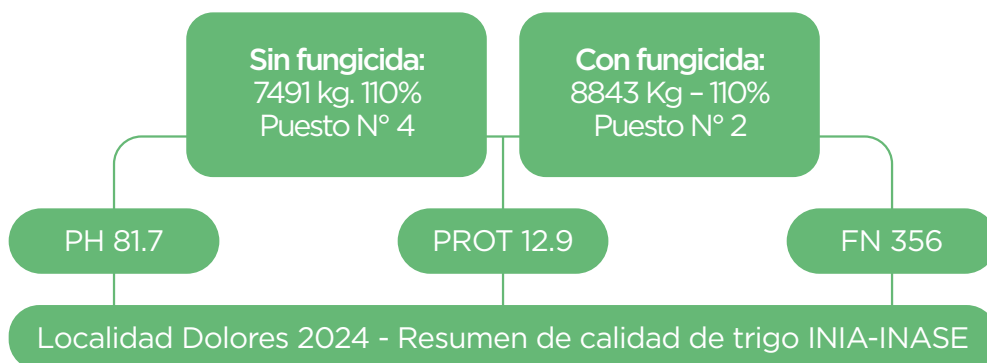 Sin fungicida:
7491 kg. 110%
Puesto N° 4
Con fungicida:
8843 Kg – 110%
Puesto N° 2
PH 81.7
PROT 12.9
FN 356
Localidad Dolores 2024 - Resumen de calidad de trigo INIA-INASE